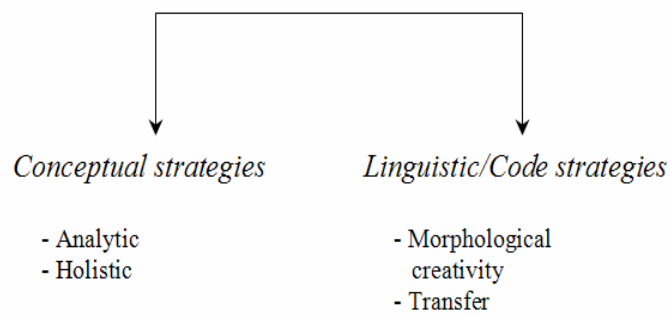 Conceptual strategies
Linguistic/Code strategies
- Analytic
- Holistic
- Morphological
creativity
- Transfer